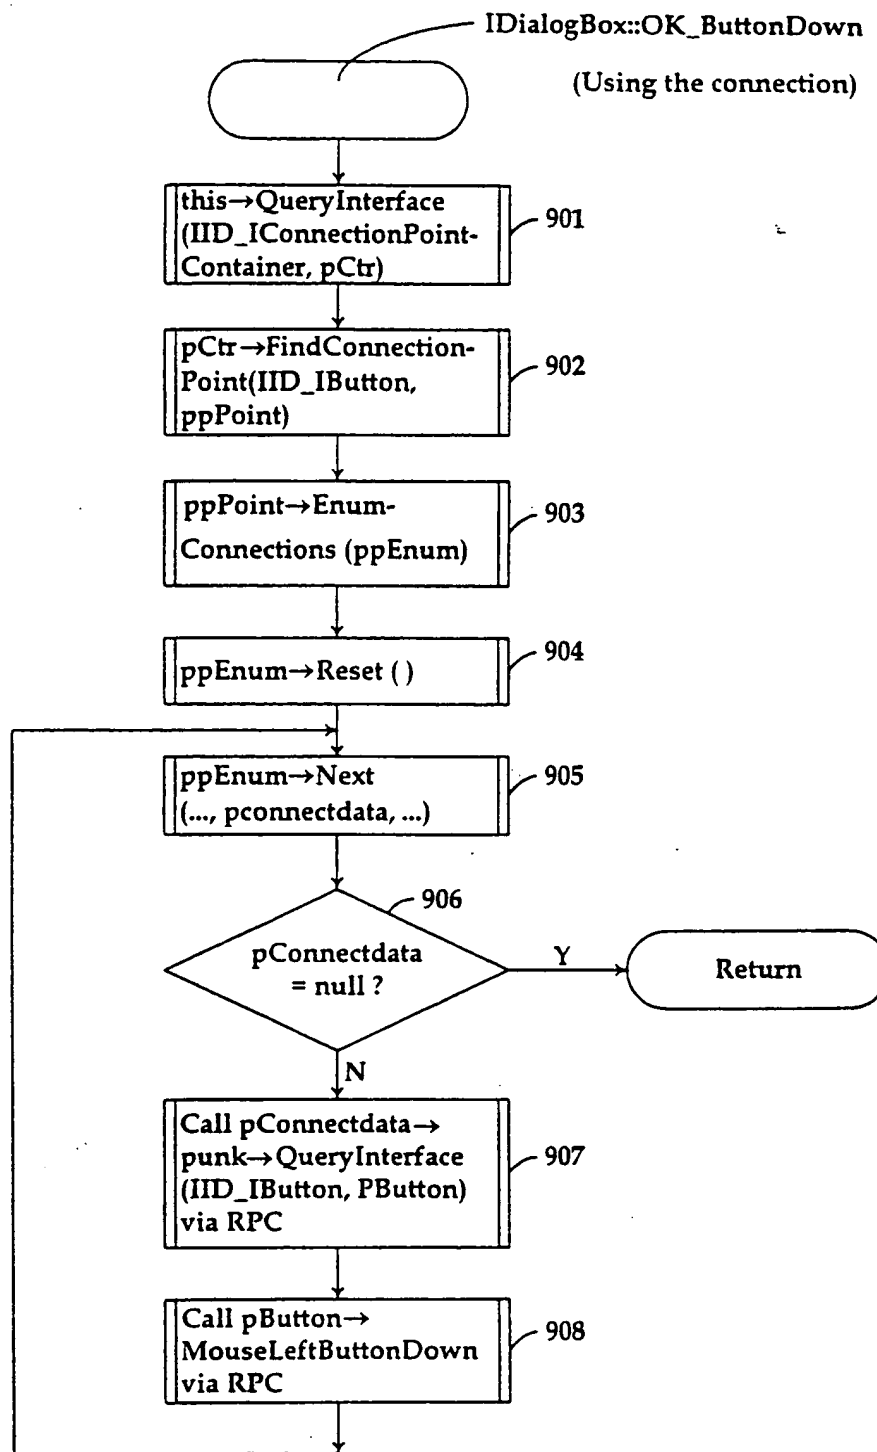 IDialogBox::OK_ButtonDown
(Using the connection)
this→QueryInterface
(IID_IConnectionPoint-
Container, pCtr)
901
pCtr→FindConnection-
Point(IID_IButton,
ppPoint)
902
ppPoint→Enum-
Connections (ppEnum)
903
ppEnum→Reset ( )
904
ppEnum→Next
(..., pconnectdata, ...)
905
906
pConnectdata
= null ?
Y
Return
N
Call pConnectdata→
punk→QueryInterface
(IID_IButton, PButton)
via RPC
907
Call pButton→
MouseLeftButtonDown
via RPC
908